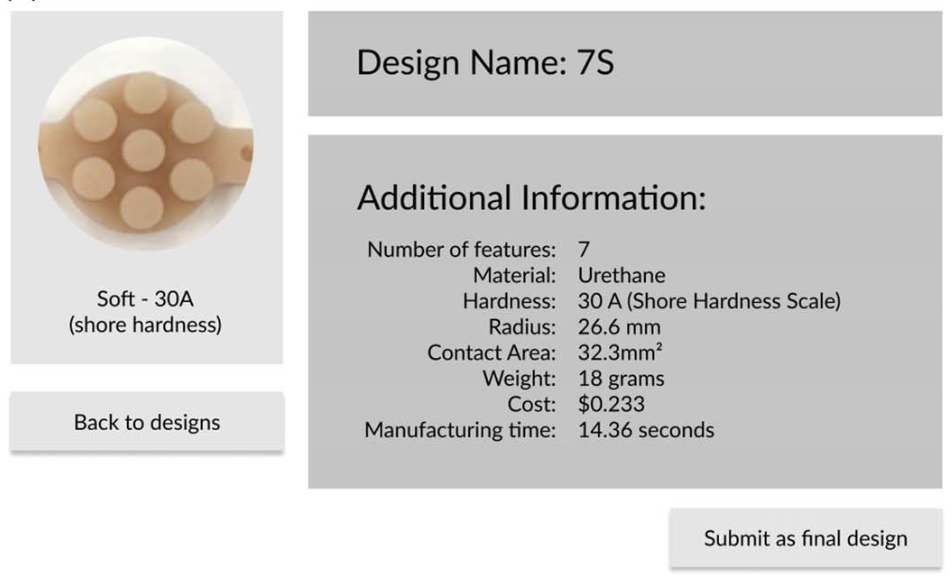 Design Name: 7S
Soft - 30A
(shore hardness)
Back to designs
Additional Information:
Number of features: 7
Material: Urethane
Hardness: 30 A (Shore Hardness Scale)
Radius: 26.6 mm
Contact Area: 32.3mm²
Weight: 18 grams
Cost: $0.233
Manufacturing time: 14.36 seconds
Submit as final design